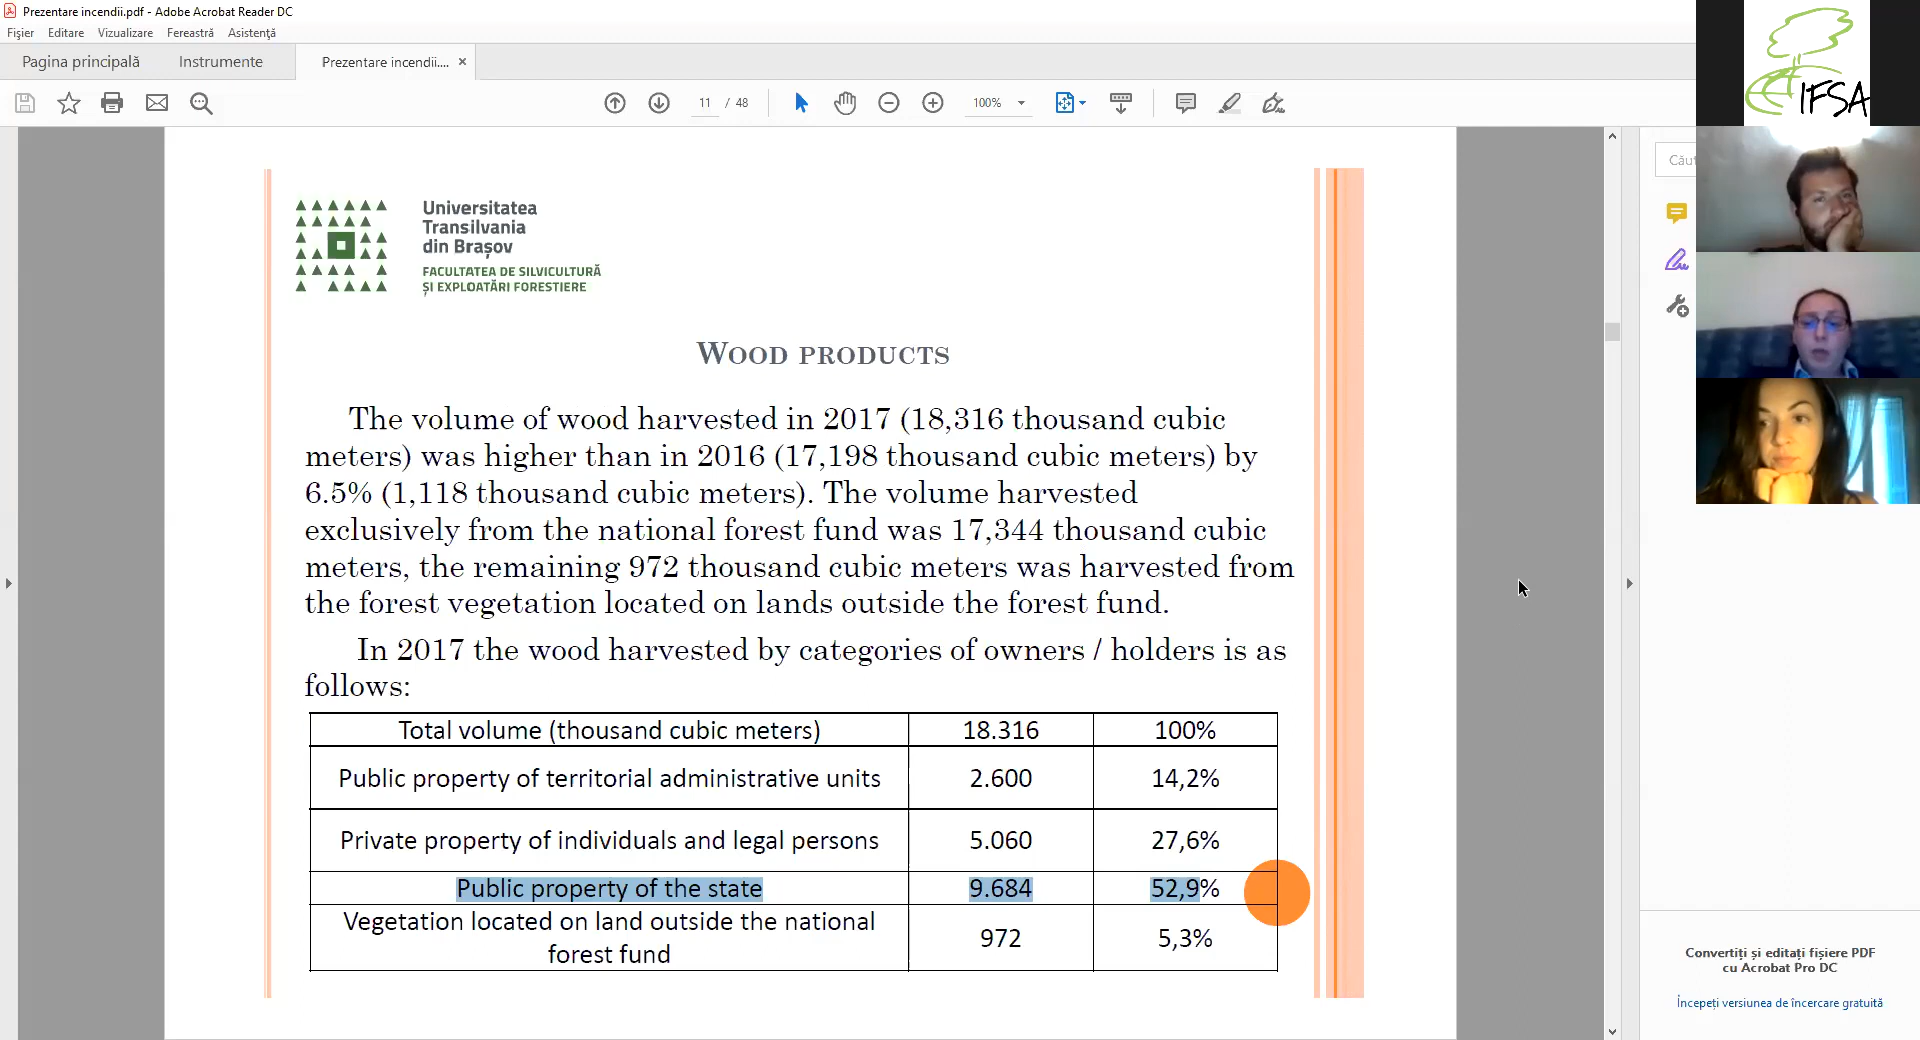 Prezentare incendii.pdf - Adobe Acrobat Reader DC
Fișier Editare Vizualizare Fereastră Asistență
Pagina principală Instrumente Prezentare incendii.... ×
11 / 48 100%
IFSA
Universitatea
Transilvania
din Brașov
FACULTATEA DE SILVICULTURĂ
ȘI EXPLOATĂRI FORESTIERE
WOOD PRODUCTS
The volume of wood harvested in 2017 (18,316 thousand cubic
meters) was higher than in 2016 (17,198 thousand cubic meters) by
6.5% (1,118 thousand cubic meters). The volume harvested
exclusively from the national forest fund was 17,344 thousand cubic
meters, the remaining 972 thousand cubic meters was harvested from
the forest vegetation located on lands outside the forest fund.
In 2017 the wood harvested by categories of owners / holders is as
follows:
Total volume (thousand cubic meters) 18.316 100%
Public property of territorial administrative units 2.600 14,2%
Private property of individuals and legal persons 5.060 27,6%
Public property of the state 9.684 52,9%
Vegetation located on land outside the national
forest fund 972 5,3%
Convertiți și editați fișiere PDF
cu Acrobat Pro DC
Începeți versiunea de încercare gratuită